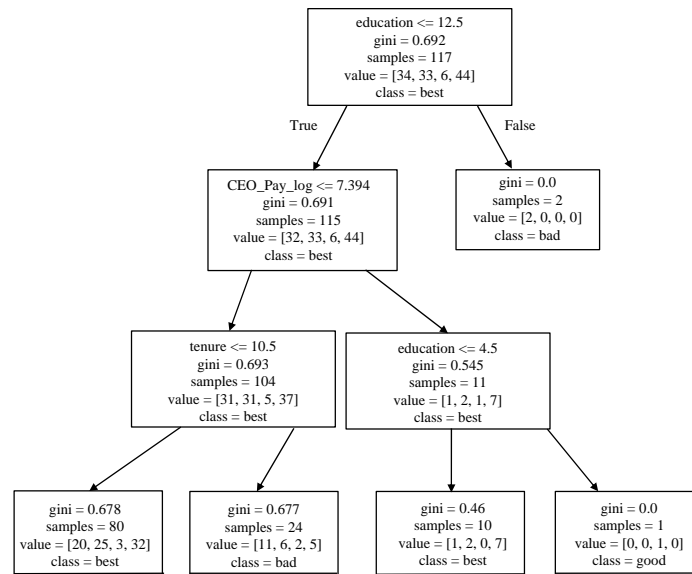 education <= 12.5
gini = 0.692
samples = 117
value = [34, 33, 6, 44]
class = best
True
False
CEO_Pay_log <= 7.394
gini = 0.691
samples = 115
value = [32, 33, 6, 44]
class = best
gini = 0.0
samples = 2
value = [2, 0, 0, 0]
class = bad
tenure <= 10.5
gini = 0.693
samples = 104
value = [31, 31, 5, 37]
class = best
education <= 4.5
gini = 0.545
samples = 11
value = [1, 2, 1, 7]
class = best
gini = 0.678
samples = 80
value = [20, 25, 3, 32]
class = best
gini = 0.677
samples = 24
value = [11, 6, 2, 5]
class = bad
gini = 0.46
samples = 10
value = [1, 2, 0, 7]
class = best
gini = 0.0
samples = 1
value = [0, 0, 1, 0]
class = good